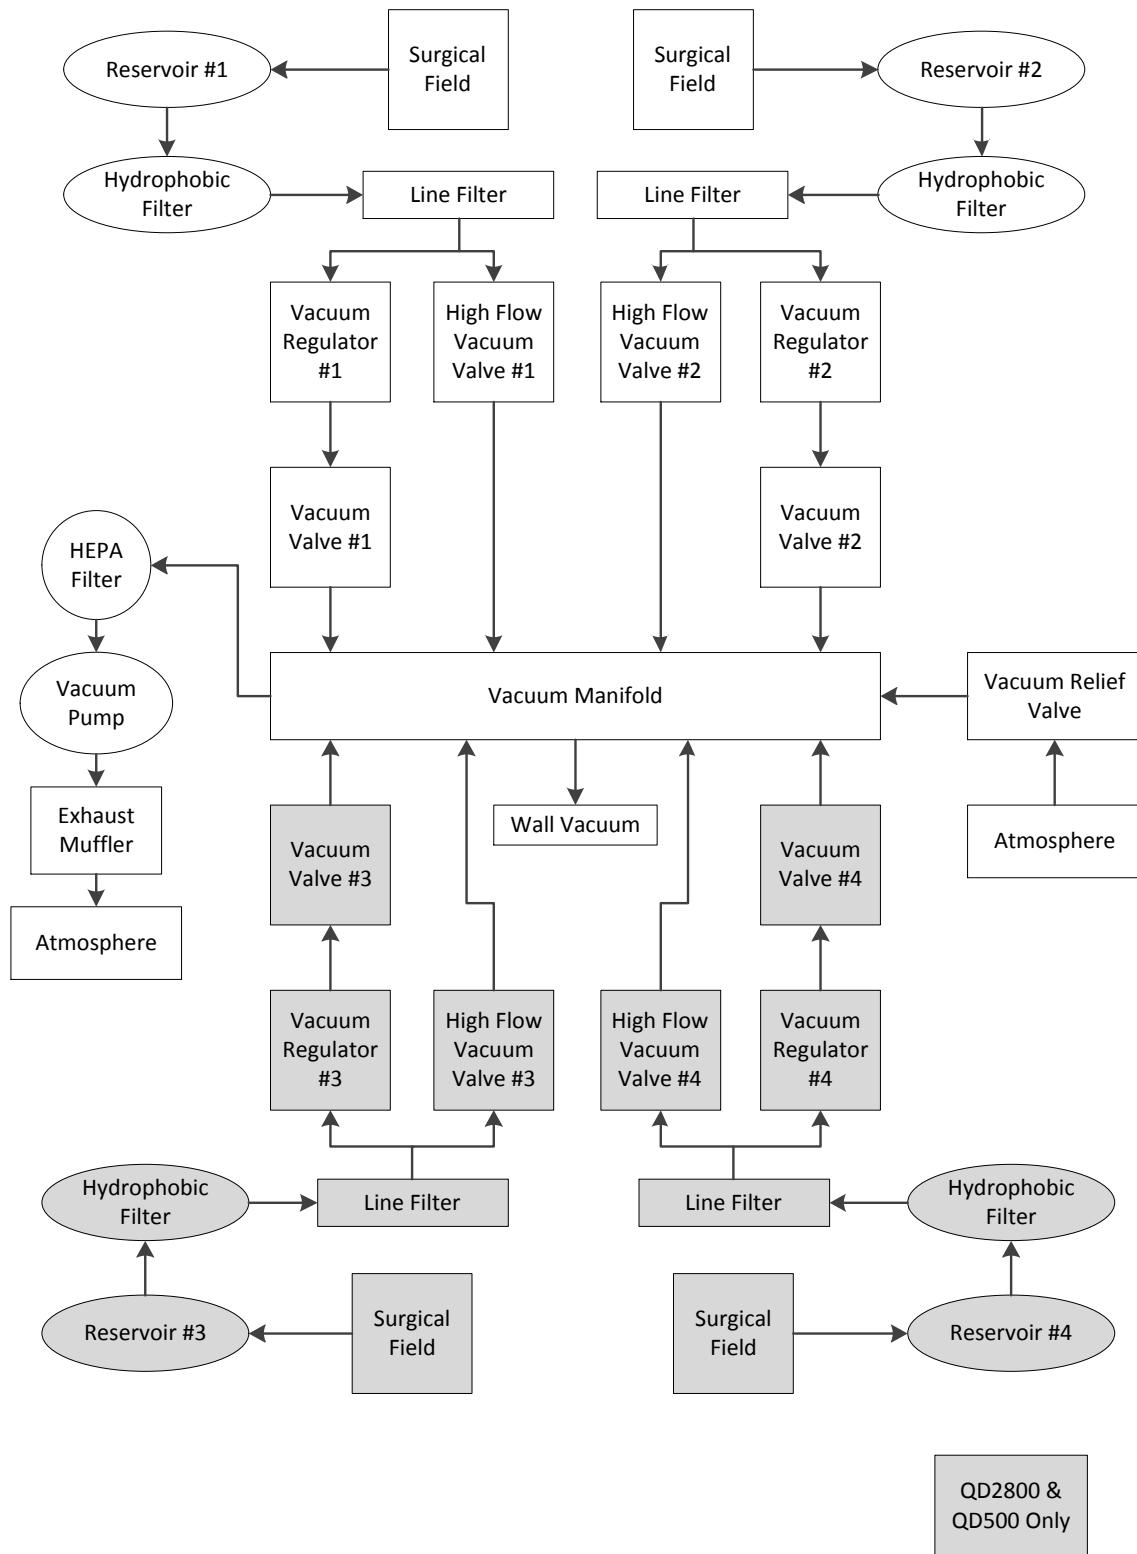 Reservoir #1
Surgical
Field
Surgical
Field
Reservoir #2
Hydrophobic
Filter
Line Filter
Line Filter
Hydrophobic
Filter
Vacuum
Regulator
#1
High Flow
Vacuum
Valve #1
High Flow
Vacuum
Valve #2
Vacuum
Regulator
#2
Vacuum
Valve #1
Vacuum
Valve #2
HEPA
Filter
Vacuum
Pump
Vacuum Manifold
Vacuum Relief
Valve
Exhaust
Muffler
Vacuum
Valve #3
Wall Vacuum
Vacuum
Valve #4
Atmosphere
Atmosphere
Vacuum
Regulator
#3
High Flow
Vacuum
Valve #3
High Flow
Vacuum
Valve #4
Vacuum
Regulator
#4
Hydrophobic
Filter
Line Filter
Line Filter
Hydrophobic
Filter
Reservoir #3
Surgical
Field
Surgical
Field
Reservoir #4
QD2800 &
QD500 Only